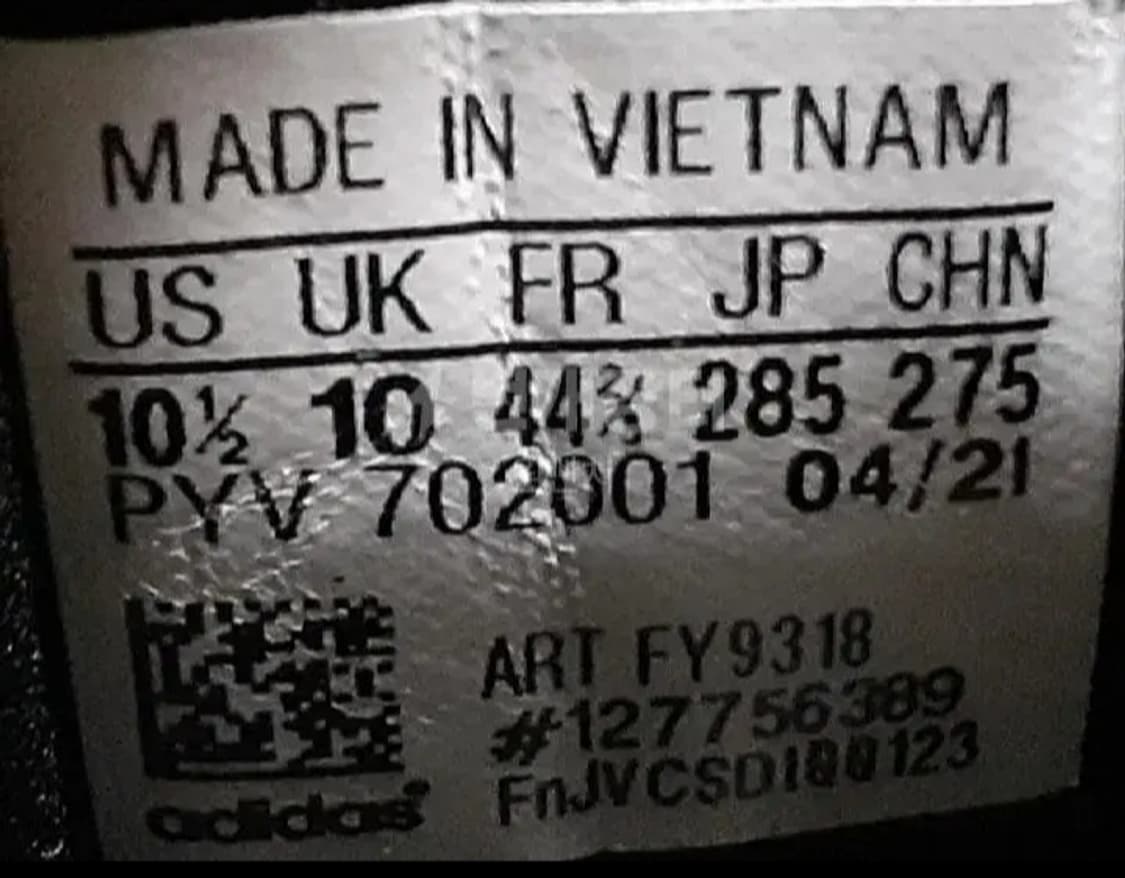 MADE IN VIETNAM
US UK FR JP CHN
10½ 10 44⅔ 285 275
PYV 702001 04/21
ART FY9318
#127756389
adidas